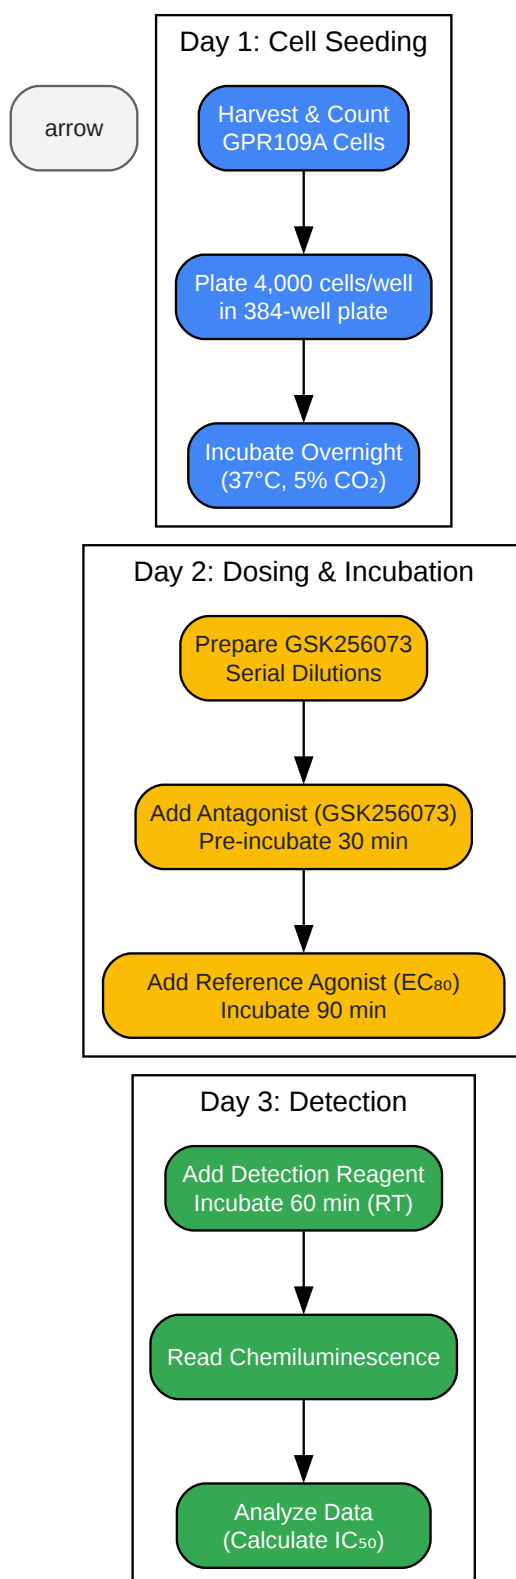 Day 1: Cell Seeding
arrow
Harvest & Count
GPR109A Cells
Plate 4,000 cells/well
in 384-well plate
Incubate Overnight
(37°C, 5% CO₂)
Day 2: Dosing & Incubation
Prepare GSK256073
Serial Dilutions
Add Antagonist (GSK256073)
Pre-incubate 30 min
Add Reference Agonist (EC₈₀)
Incubate 90 min
Day 3: Detection
Add Detection Reagent
Incubate 60 min (RT)
Read Chemiluminescence
Analyze Data
(Calculate IC₅₀)